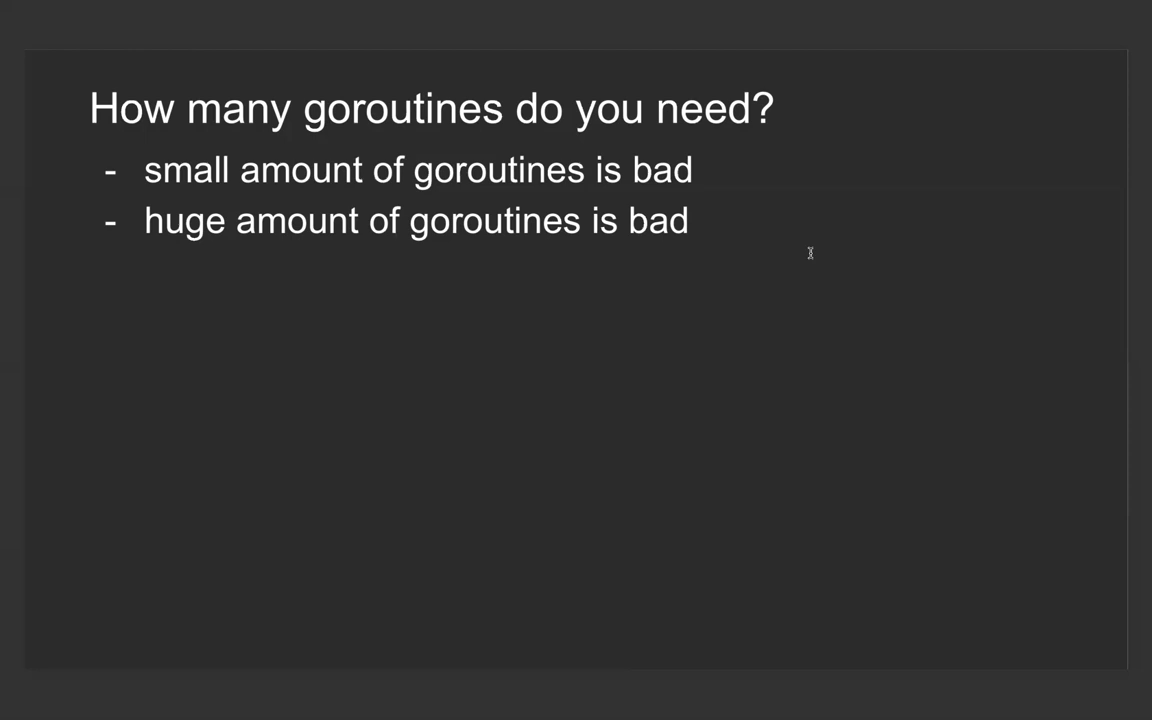 How many goroutines do you need?
- small amount of goroutines is bad
- huge amount of goroutines is bad